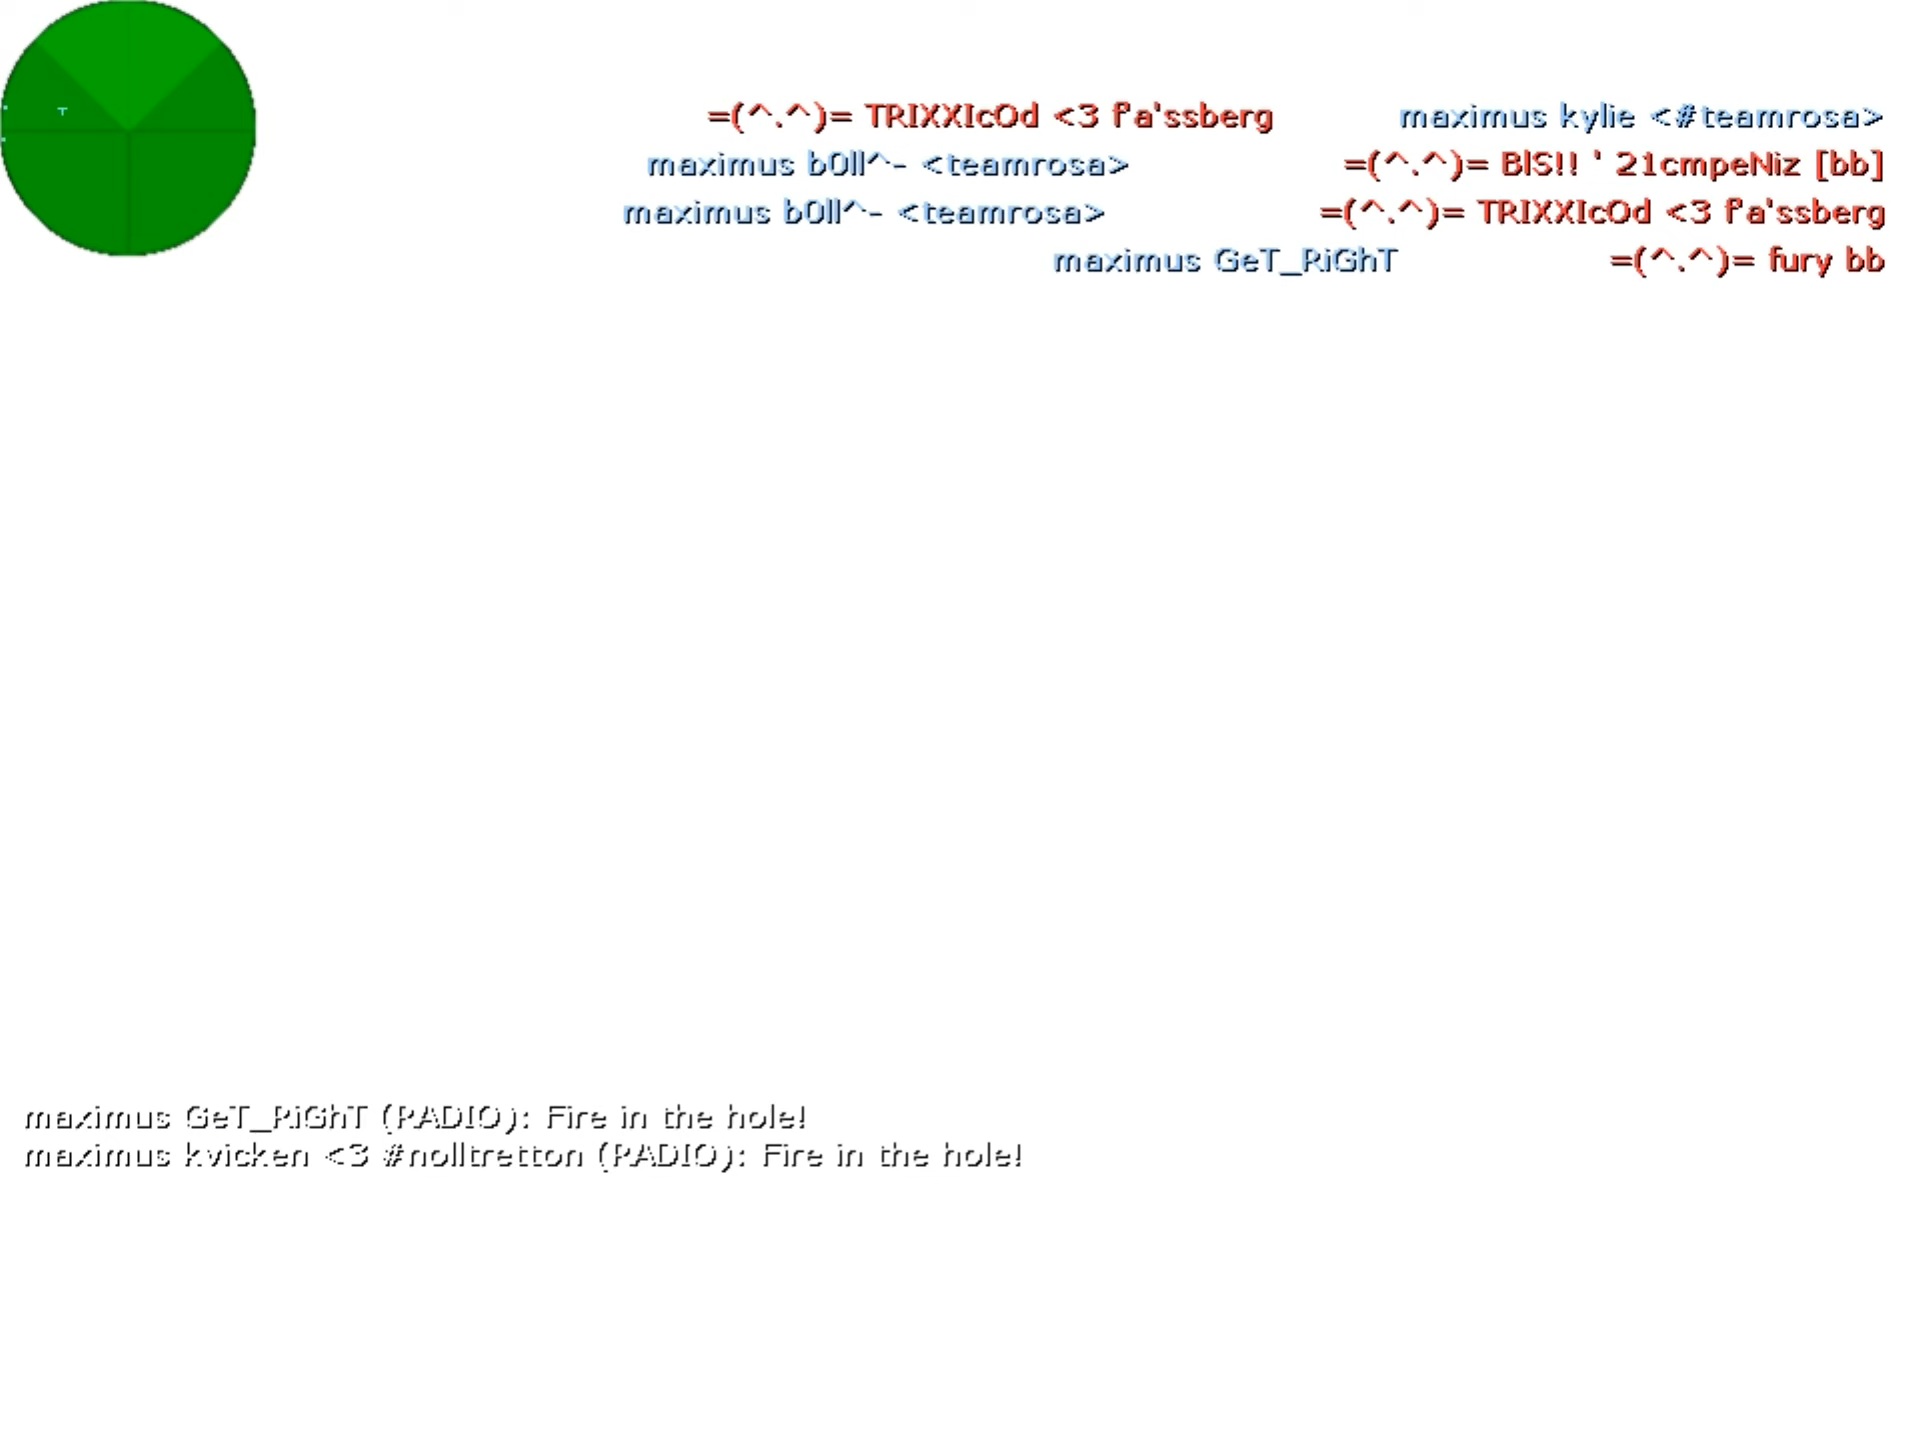 =(^.^)= TRIXXIcOd <3 f'a'ssberg maximus kylie <#teamrosa>
maximus b0ll^- <teamrosa> =(^.^)= BlS!! ' 21cmpeNiz [bb]
maximus b0ll^- <teamrosa> =(^.^)= TRIXXIcOd <3 f'a'ssberg
maximus GeT_RiGhT =(^.^)= fury bb
maximus GeT_RiGhT (RADIO): Fire in the hole!
maximus kvicken <3 #nolltretton (RADIO): Fire in the hole!